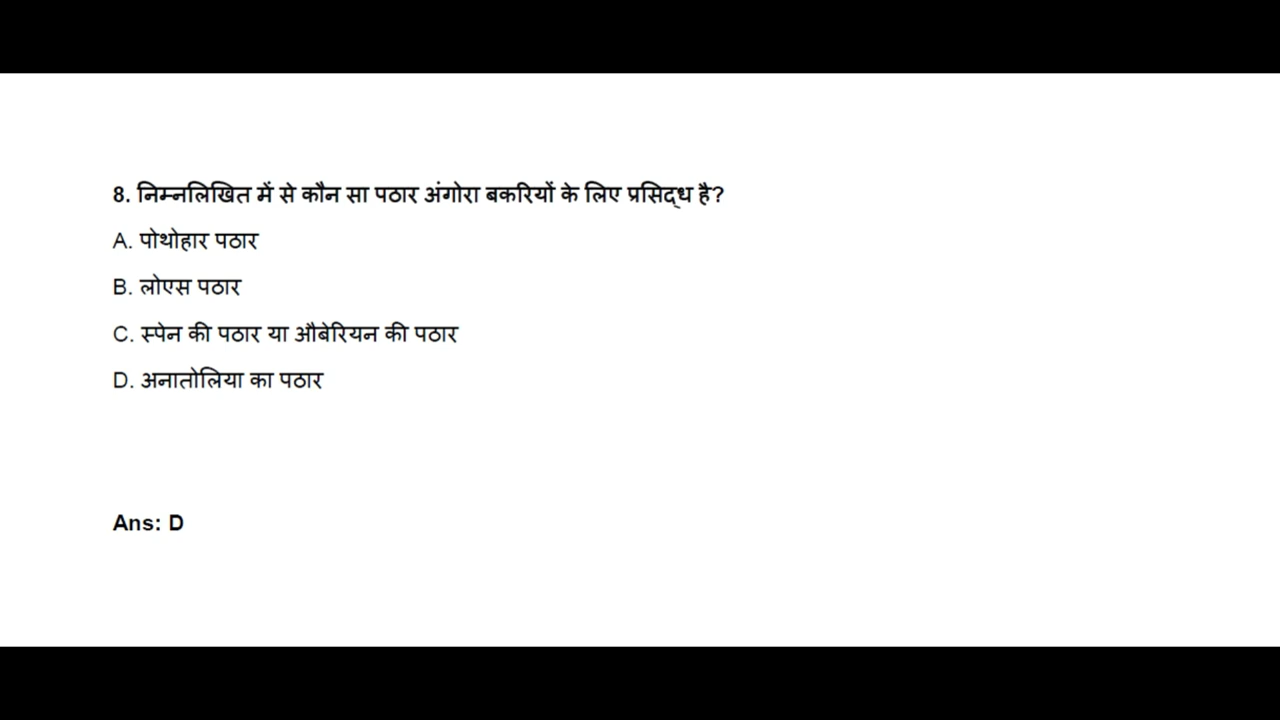 8. निम्नलिखित में से कौन सा पठार अंगोरा बकरियों के लिए प्रसिद्ध है?
A. पोथोहार पठार
B. लोएस पठार
C. स्पेन की पठार या औबेरियन की पठार
D. अनातोलिया का पठार
Ans: D